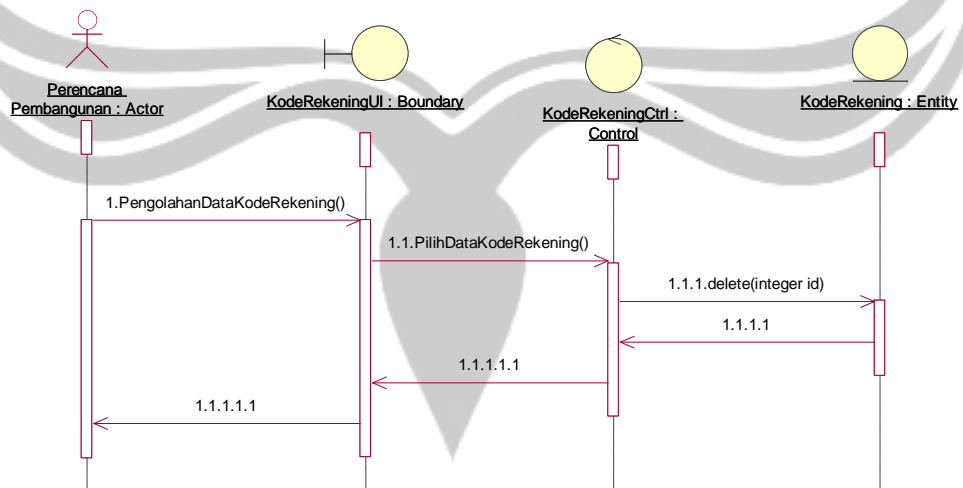 Perencana
Pembangunan : Actor
KodeRekeningUI : Boundary
KodeRekeningCtrl :
Control
KodeRekening : Entity
1.PengolahanDataKodeRekening()
1.1.PilihDataKodeRekening()
1.1.1.delete(integer id)
1.1.1.1
1.1.1.1.1
1.1.1.1.1